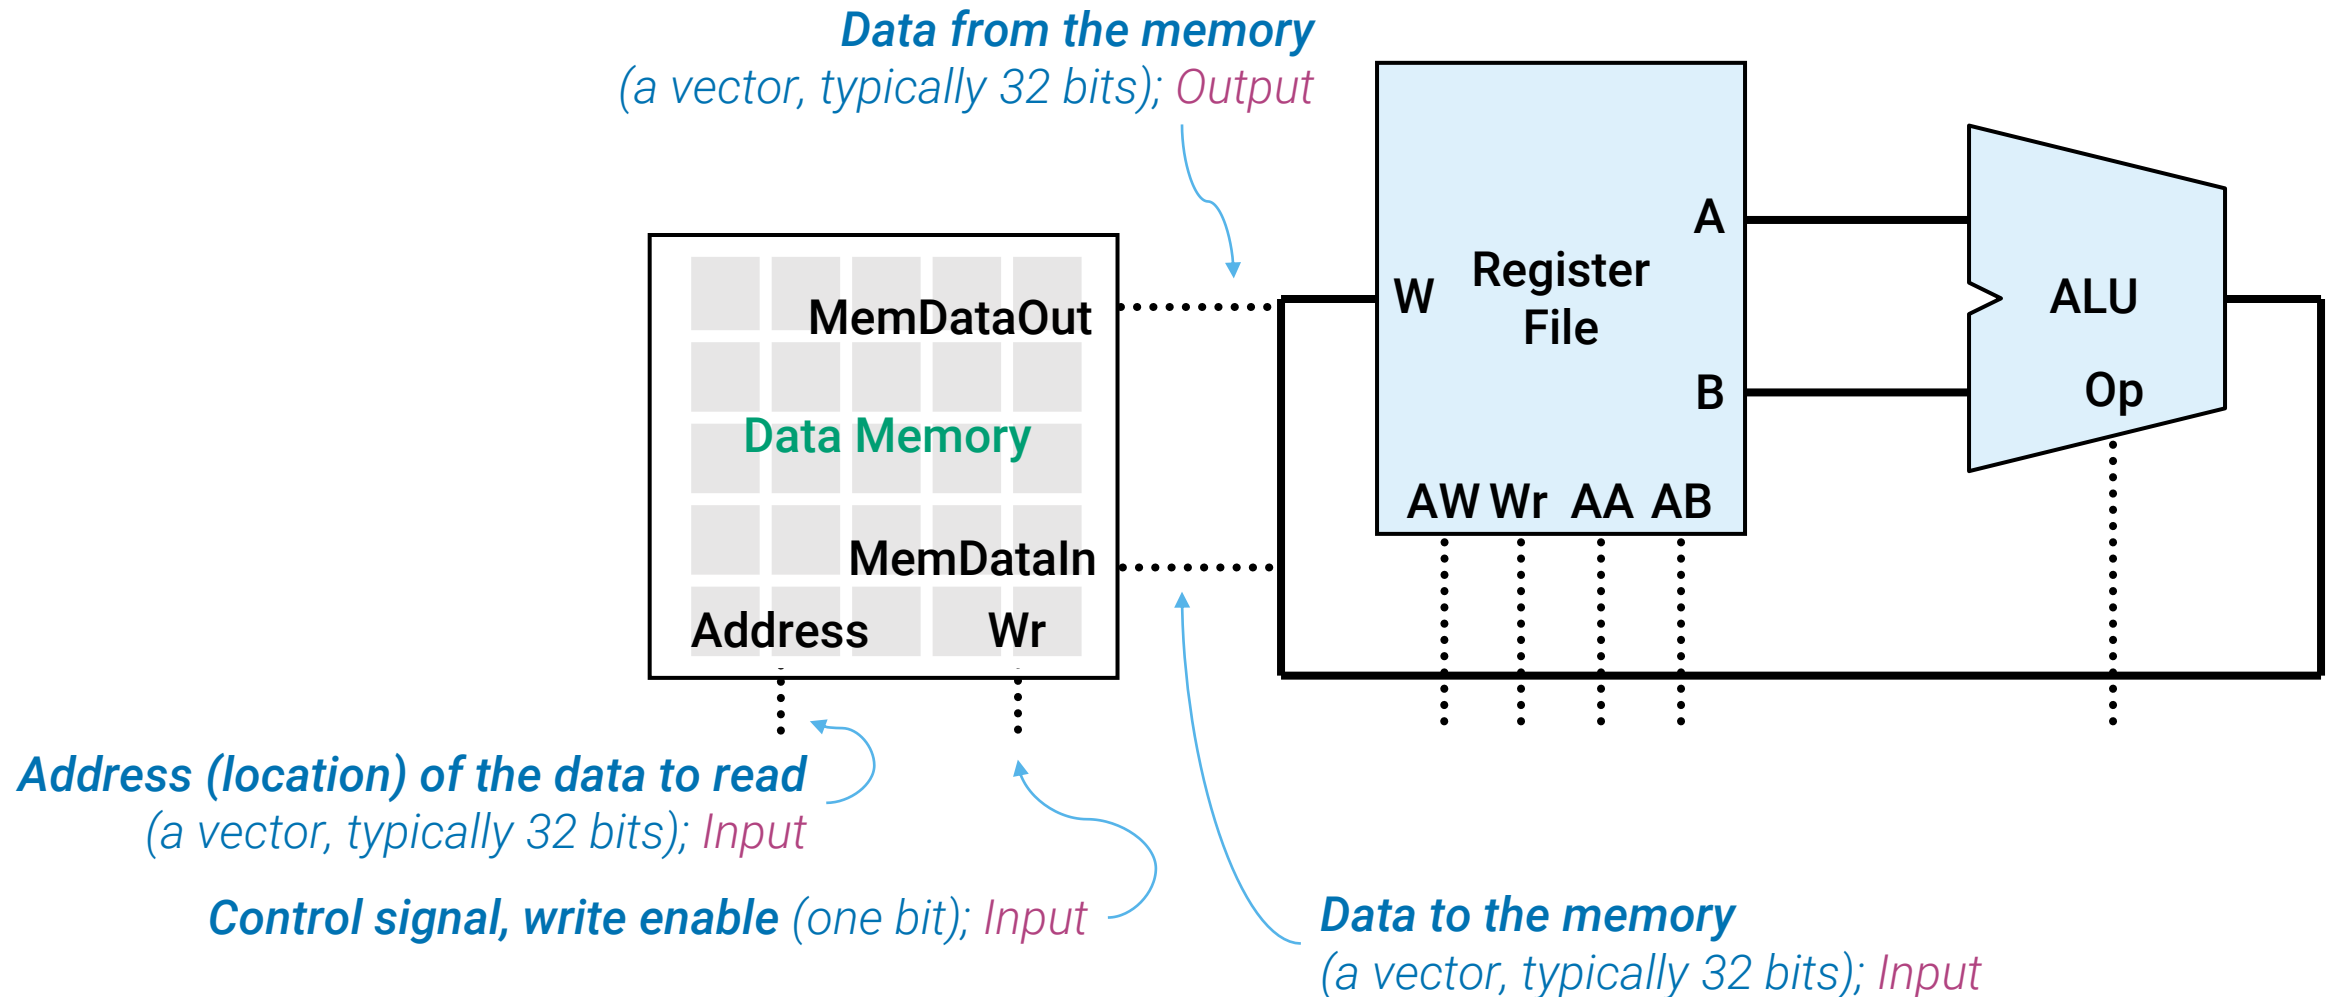 Data from the memory
(a vector, typically 32 bits); Output
MemDataOut
Data Memory
MemDataIn
Address Wr
A
W Register
File
B
AW Wr AA AB
ALU
Op
Address (location) of the data to read
(a vector, typically 32 bits); Input
Control signal, write enable (one bit); Input
Data to the memory
(a vector, typically 32 bits); Input